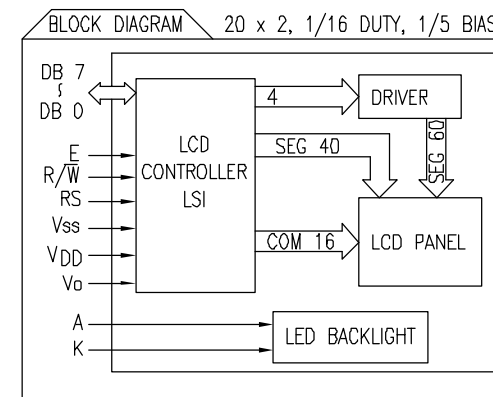 BLOCK DIAGRAM
20 x 2, 1/16 DUTY, 1/5 BIAS
DB 7
∫
DB 0
E
R/W̅
RS
Vss
VDD
Vo
A
K
LCD
CONTROLLER
LSI
4
SEG 40
COM 16
DRIVER
SEG 60
LCD PANEL
LED BACKLIGHT